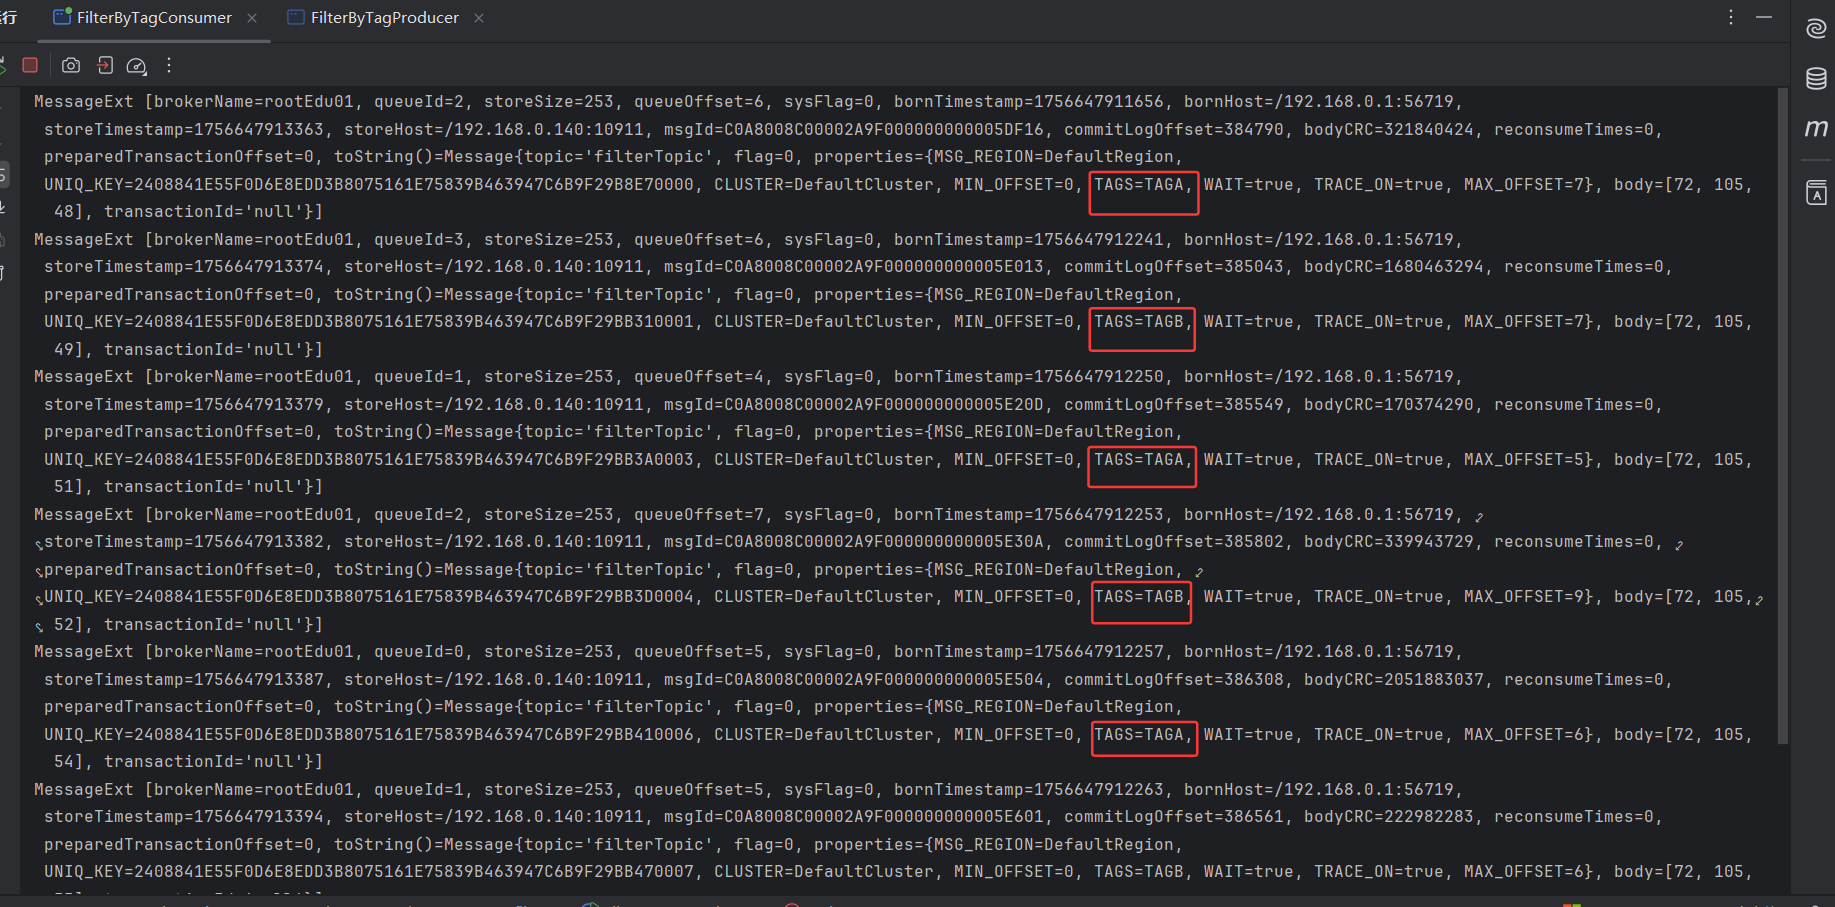 FilterByTagConsumer FilterByTagProducer
MessageExt [brokerName=rootEdu01, queueId=2, storeSize=253, queueOffset=6, sysFlag=0, bornTimestamp=1756647911656, bornHost=/192.168.0.1:56719,
storeTimestamp=1756647913363, storeHost=/192.168.0.140:10911, msgId=C0A8008C00002A9F000000000005DF16, commitLogOffset=384790, bodyCRC=321840424, reconsumeTimes=0,
preparedTransactionOffset=0, toString()=Message{topic='filterTopic', flag=0, properties={MSG_REGION=DefaultRegion,
UNIQ_KEY=2408841E55F0D6E8EDD3B8075161E75839B463947C6B9F29B8E70000, CLUSTER=DefaultCluster, MIN_OFFSET=0, TAGS=TAGA, WAIT=true, TRACE_ON=true, MAX_OFFSET=7}, body=[72, 105,
48], transactionId='null'}]
MessageExt [brokerName=rootEdu01, queueId=3, storeSize=253, queueOffset=6, sysFlag=0, bornTimestamp=1756647912241, bornHost=/192.168.0.1:56719,
storeTimestamp=1756647913374, storeHost=/192.168.0.140:10911, msgId=C0A8008C00002A9F000000000005E013, commitLogOffset=385043, bodyCRC=1680463294, reconsumeTimes=0,
preparedTransactionOffset=0, toString()=Message{topic='filterTopic', flag=0, properties={MSG_REGION=DefaultRegion,
UNIQ_KEY=2408841E55F0D6E8EDD3B8075161E75839B463947C6B9F29BB310001, CLUSTER=DefaultCluster, MIN_OFFSET=0, TAGS=TAGB, WAIT=true, TRACE_ON=true, MAX_OFFSET=7}, body=[72, 105,
49], transactionId='null'}]
MessageExt [brokerName=rootEdu01, queueId=1, storeSize=253, queueOffset=4, sysFlag=0, bornTimestamp=1756647912250, bornHost=/192.168.0.1:56719,
storeTimestamp=1756647913379, storeHost=/192.168.0.140:10911, msgId=C0A8008C00002A9F000000000005E20D, commitLogOffset=385549, bodyCRC=170374290, reconsumeTimes=0,
preparedTransactionOffset=0, toString()=Message{topic='filterTopic', flag=0, properties={MSG_REGION=DefaultRegion,
UNIQ_KEY=2408841E55F0D6E8EDD3B8075161E75839B463947C6B9F29BB3A0003, CLUSTER=DefaultCluster, MIN_OFFSET=0, TAGS=TAGA, WAIT=true, TRACE_ON=true, MAX_OFFSET=5}, body=[72, 105,
51], transactionId='null'}]
MessageExt [brokerName=rootEdu01, queueId=2, storeSize=253, queueOffset=7, sysFlag=0, bornTimestamp=1756647912253, bornHost=/192.168.0.1:56719,
storeTimestamp=1756647913382, storeHost=/192.168.0.140:10911, msgId=C0A8008C00002A9F000000000005E30A, commitLogOffset=385802, bodyCRC=339943729, reconsumeTimes=0,
preparedTransactionOffset=0, toString()=Message{topic='filterTopic', flag=0, properties={MSG_REGION=DefaultRegion,
UNIQ_KEY=2408841E55F0D6E8EDD3B8075161E75839B463947C6B9F29BB3D0004, CLUSTER=DefaultCluster, MIN_OFFSET=0, TAGS=TAGB, WAIT=true, TRACE_ON=true, MAX_OFFSET=9}, body=[72, 105,
52], transactionId='null'}]
MessageExt [brokerName=rootEdu01, queueId=0, storeSize=253, queueOffset=5, sysFlag=0, bornTimestamp=1756647912257, bornHost=/192.168.0.1:56719,
storeTimestamp=1756647913387, storeHost=/192.168.0.140:10911, msgId=C0A8008C00002A9F000000000005E504, commitLogOffset=386308, bodyCRC=2051883037, reconsumeTimes=0,
preparedTransactionOffset=0, toString()=Message{topic='filterTopic', flag=0, properties={MSG_REGION=DefaultRegion,
UNIQ_KEY=2408841E55F0D6E8EDD3B8075161E75839B463947C6B9F29BB410006, CLUSTER=DefaultCluster, MIN_OFFSET=0, TAGS=TAGA, WAIT=true, TRACE_ON=true, MAX_OFFSET=6}, body=[72, 105,
54], transactionId='null'}]
MessageExt [brokerName=rootEdu01, queueId=1, storeSize=253, queueOffset=5, sysFlag=0, bornTimestamp=1756647912263, bornHost=/192.168.0.1:56719,
storeTimestamp=1756647913394, storeHost=/192.168.0.140:10911, msgId=C0A8008C00002A9F000000000005E601, commitLogOffset=386561, bodyCRC=222982283, reconsumeTimes=0,
preparedTransactionOffset=0, toString()=Message{topic='filterTopic', flag=0, properties={MSG_REGION=DefaultRegion,
UNIQ_KEY=2408841E55F0D6E8EDD3B8075161E75839B463947C6B9F29BB470007, CLUSTER=DefaultCluster, MIN_OFFSET=0, TAGS=TAGB, WAIT=true, TRACE_ON=true, MAX_OFFSET=6}, body=[72, 105,